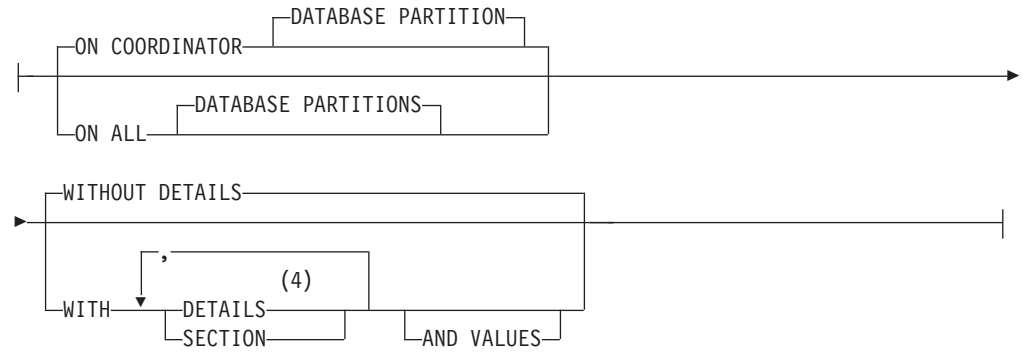 DATABASE PARTITION
ON COORDINATOR
DATABASE PARTITIONS
ON ALL
WITHOUT DETAILS
,
(4)
WITH DETAILS
SECTION AND VALUES